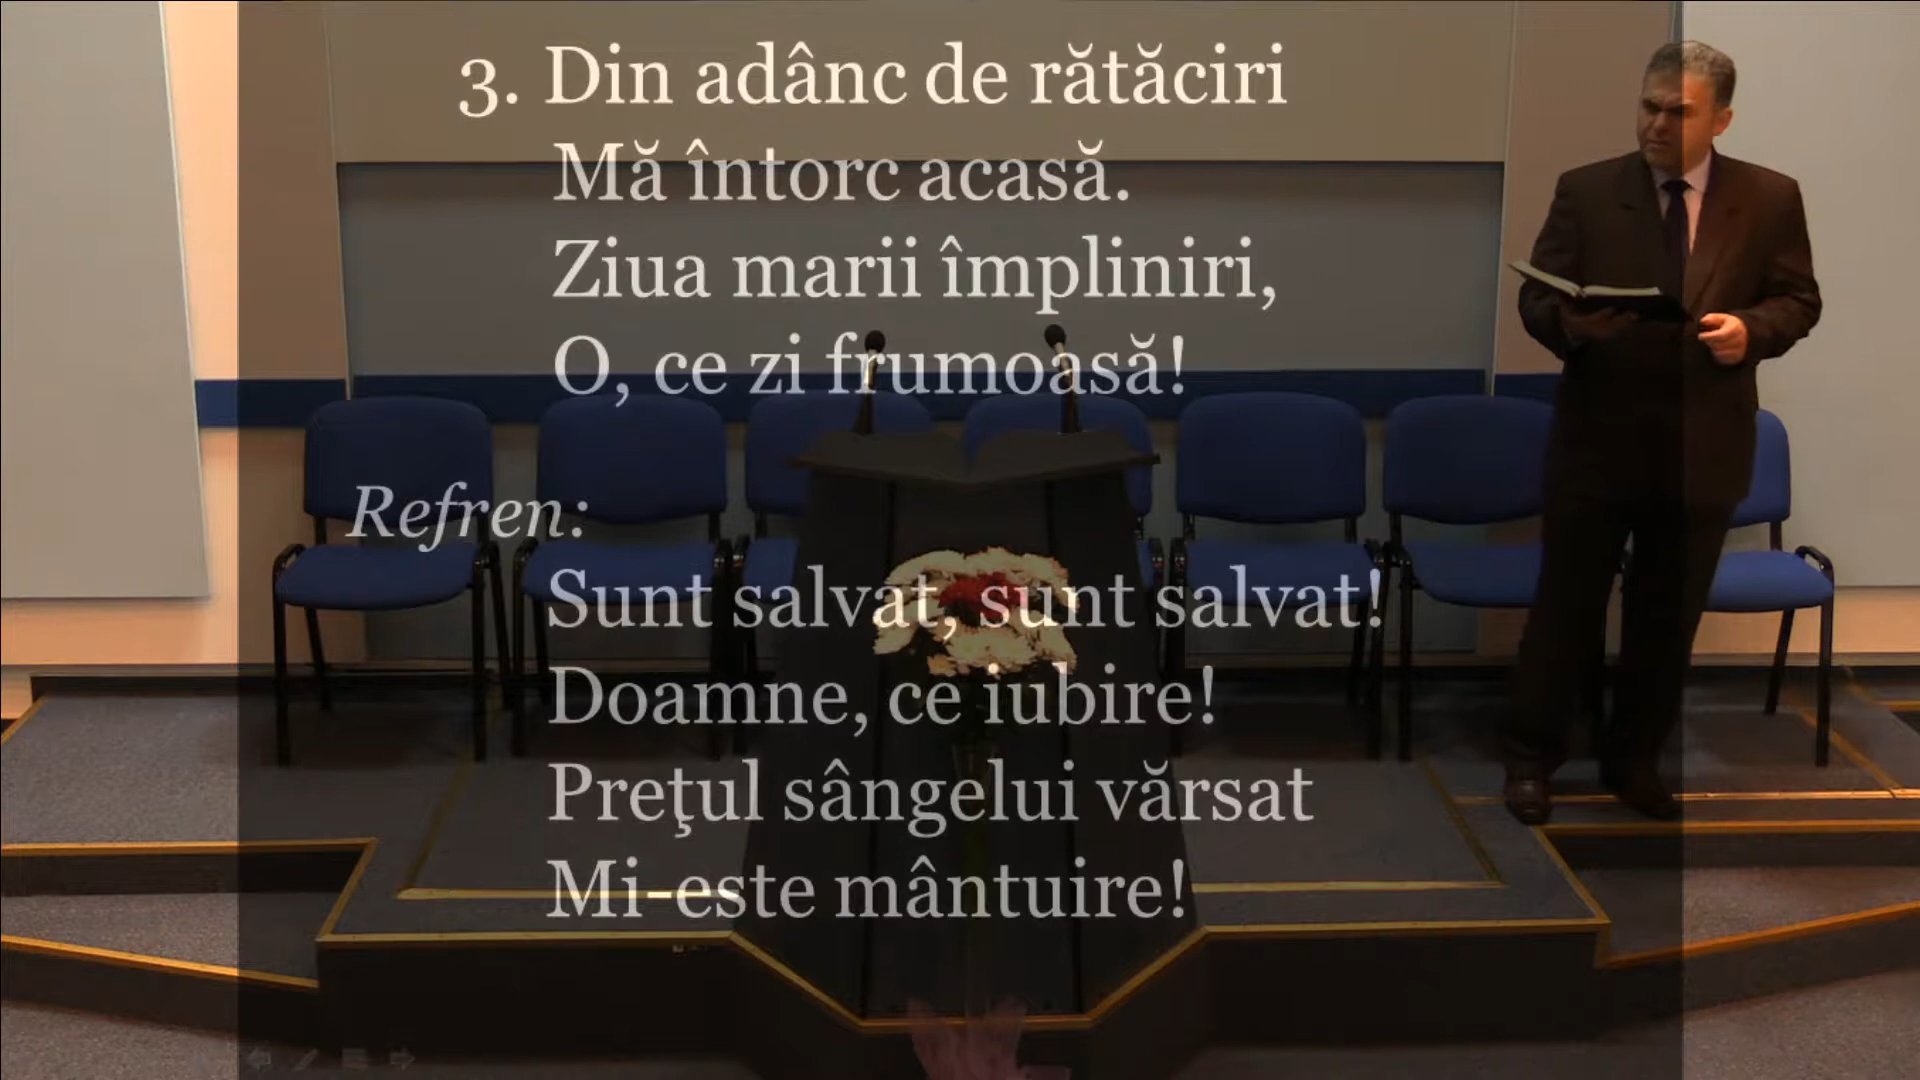 3. Din adânc de rătăciri
Mă întorc acasă.
Ziua marii împliniri,
O, ce zi frumoasă!
Refren:
Sunt salvat, sunt salvat!
Doamne, ce iubire!
Preţul sângelui vărsat
Mi-este mântuire!